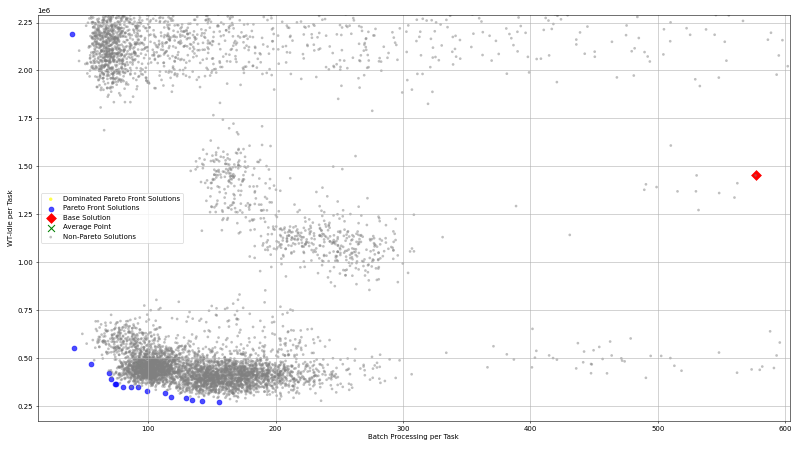 1e6
2.25
2.00
1.75
1.50
1.25
1.00
0.75
0.50
0.25
WT-Idle per Task
Dominated Pareto Front Solutions
Pareto Front Solutions
Base Solution
Average Point
Non-Pareto Solutions
100
200
300
400
500
600
Batch Processing per Task